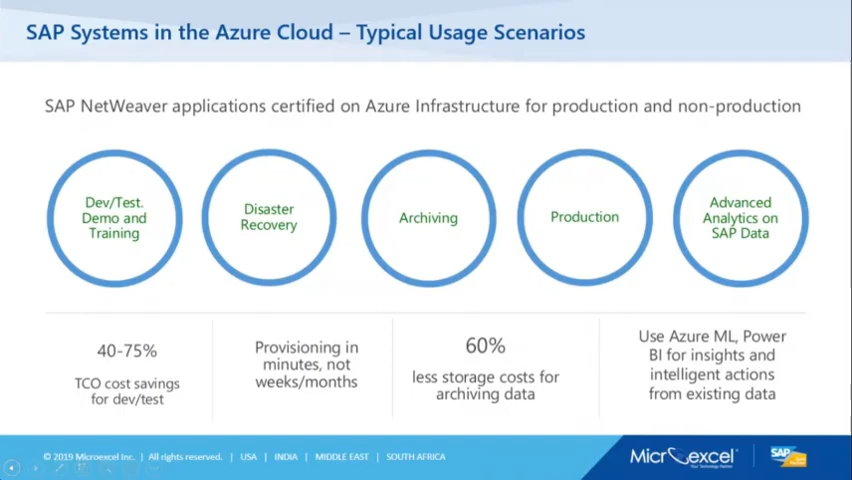 SAP Systems in the Azure Cloud – Typical Usage Scenarios
SAP NetWeaver applications certified on Azure Infrastructure for production and non-production
Dev/Test.
Demo and
Training
Disaster
Recovery
Archiving
Production
Advanced
Analytics on
SAP Data
40-75%
TCO cost savings
for dev/test
Provisioning in
minutes, not
weeks/months
60%
less storage costs for
archiving data
Use Azure ML, Power
BI for insights and
intelligent actions
from existing data
© 2019 Microexcel Inc. | All rights reserved. | USA | INDIA | MIDDLE EAST | SOUTH AFRICA
Microexcel
Your Technology Partner
SAP